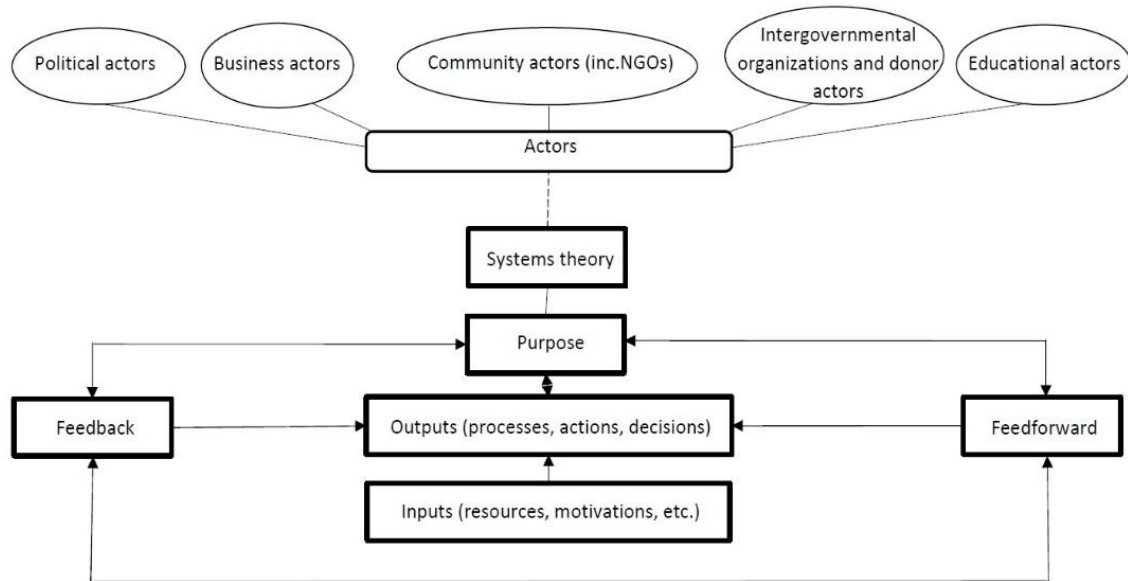 Political actors
Business actors
Community actors (inc.NGOs)
Intergovernmental
organizations and donor
actors
Educational actors
Actors
Systems theory
Purpose
Feedback
Outputs (processes, actions, decisions)
Feedforward
Inputs (resources, motivations, etc.)